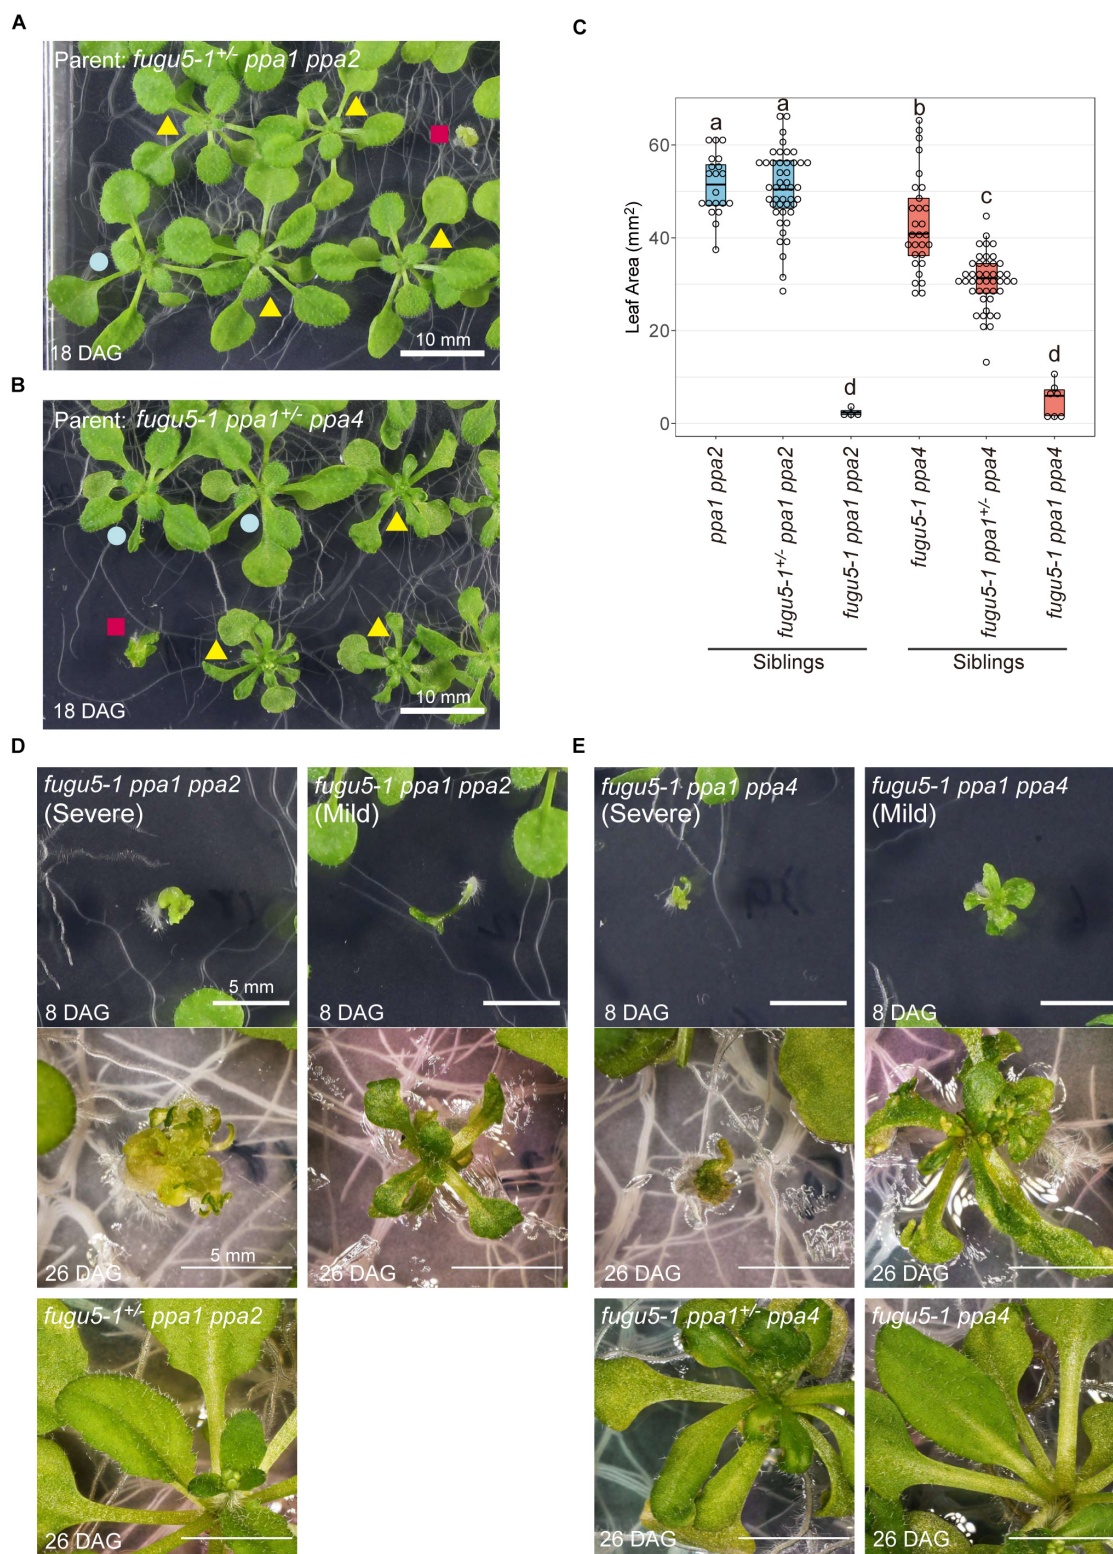 A
Parent: fugu5-1+/- ppa1 ppa2
10 mm
18 DAG
B
Parent: fugu5-1 ppa1+/- ppa4
10 mm
18 DAG
C
Leaf Area (mm2)
60
40
20
0
a
a
d
b
c
d
ppa1 ppa2
fugu5-1+/- ppa1 ppa2
fugu5-1 ppa1 ppa2
fugu5-1 ppa4
fugu5-1 ppa1+/- ppa4
fugu5-1 ppa1 ppa4
Siblings
Siblings
D
fugu5-1 ppa1 ppa2
(Severe)
5 mm
8 DAG
fugu5-1 ppa1 ppa2
(Mild)
8 DAG
5 mm
26 DAG
26 DAG
fugu5-1+/- ppa1 ppa2
26 DAG
E
fugu5-1 ppa1 ppa4
(Severe)
8 DAG
fugu5-1 ppa1 ppa4
(Mild)
8 DAG
26 DAG
26 DAG
fugu5-1 ppa1+/- ppa4
26 DAG
fugu5-1 ppa4
26 DAG